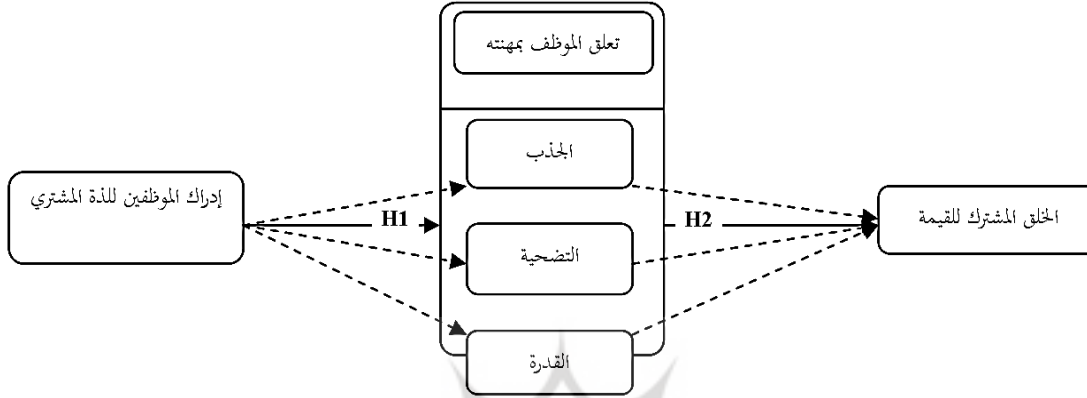 تعلق الموظف بمهنته
الجذب
إدراك الموظفين للذة المشتري
H1
H2
الخلق المشترك للقيمة
التضحية
القدرة